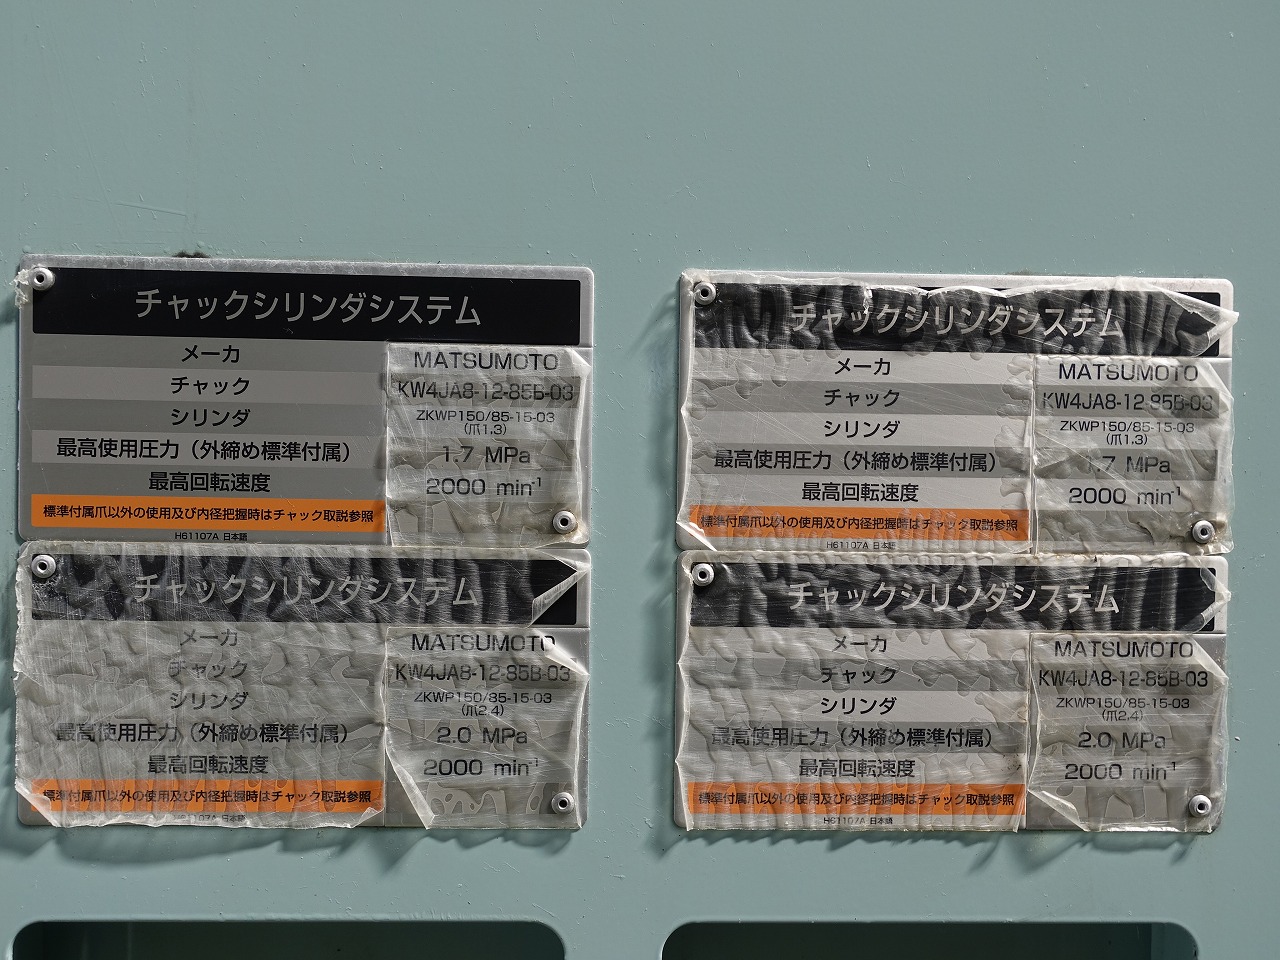 チャックシリンダシステム
メーカ MATSUMOTO
チャック KW4JA8-12-85B-03
シリンダ ZKWP150/85-15-03
(爪1.3)
最高使用圧力（外締め標準付属） 1.7 MPa
最高回転速度 2000 min⁻¹
標準付属爪以外の使用及び内径把握時はチャック取説参照
H61107A 日本語
チャックシリンダシステム
メーカ MATSUMOTO
チャック KW4JA8-12-85B-03
シリンダ ZKWP150/85-15-03
(爪1.3)
最高使用圧力（外締め標準付属） 1.7 MPa
最高回転速度 2000 min⁻¹
標準付属爪以外の使用及び内径把握時はチャック取説参照
H61107A 日本語
チャックシリンダシステム
メーカ MATSUMOTO
チャック KW4JA8-12-85B-03
シリンダ ZKWP150/85-15-03
(爪2.4)
最高使用圧力（外締め標準付属） 2.0 MPa
最高回転速度 2000 min⁻¹
標準付属爪以外の使用及び内径把握時はチャック取説参照
H61107A 日本語
チャックシリンダシステム
メーカ MATSUMOTO
チャック KW4JA8-12-85B-03
シリンダ ZKWP150/85-15-03
(爪2.4)
最高使用圧力（外締め標準付属） 2.0 MPa
最高回転速度 2000 min⁻¹
標準付属爪以外の使用及び内径把握時はチャック取説参照
H61107A 日本語